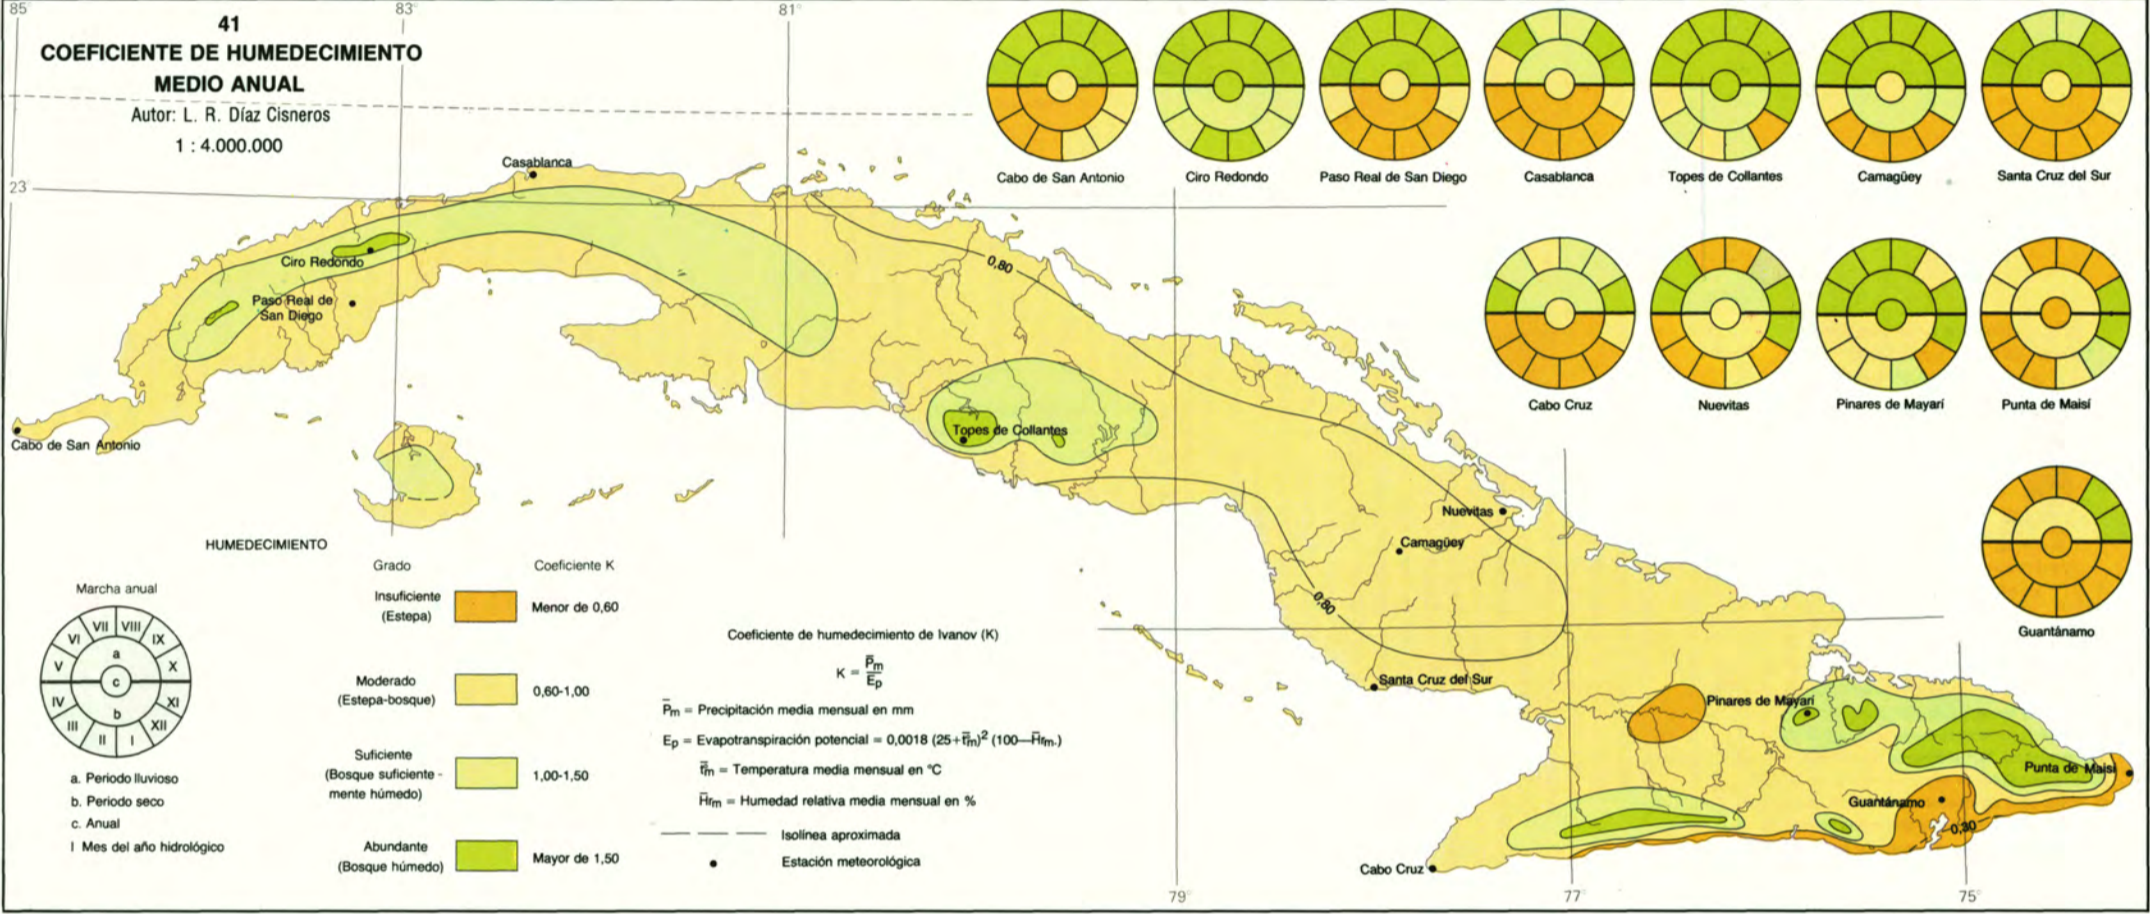 85°
83°
81°
41
COEFICIENTE DE HUMEDECIMIENTO
MEDIO ANUAL
Autor: L. R. Díaz Cisneros
1 : 4.000.000
23°
Cabo de San Antonio
Ciro Redondo
Paso Real de San Diego
Casablanca
Topes de Collantes
Camagüey
Santa Cruz del Sur
Cabo Cruz
Nuevitas
Pinares de Mayarí
Punta de Maisí
Guantánamo
Casablanca
Ciro Redondo
Paso Real de
San Diego
Cabo de San Antonio
0,80
Topes de Collantes
Nuevitas
Camagüey
0,80
Santa Cruz del Sur
Pinares de Mayarí
Punta de Maisí
Guantánamo
0,30
Cabo Cruz
79°
77°
75°
HUMEDECIMIENTO
Marcha anual
VII
VIII
VI
IX
V
X
IV
XI
III
XII
II
I
a
c
b
a. Periodo lluvioso
b. Periodo seco
c. Anual
I Mes del año hidrológico
Grado
Coeficiente K
Insuficiente
(Estepa)
Menor de 0,60
Moderado
(Estepa-bosque)
0,60-1,00
Suficiente
(Bosque suficiente -
mente húmedo)
1,00-1,50
Abundante
(Bosque húmedo)
Mayor de 1,50
Coeficiente de humedecimiento de Ivanov (K)
K = P̅m / Ep
P̅m = Precipitación media mensual en mm
Ep = Evapotranspiración potencial = 0,0018 (25+t̅m)² (100—H̅rm.)
t̅m = Temperatura media mensual en °C
H̅rm = Humedad relativa media mensual en %
Isolínea aproximada
Estación meteorológica